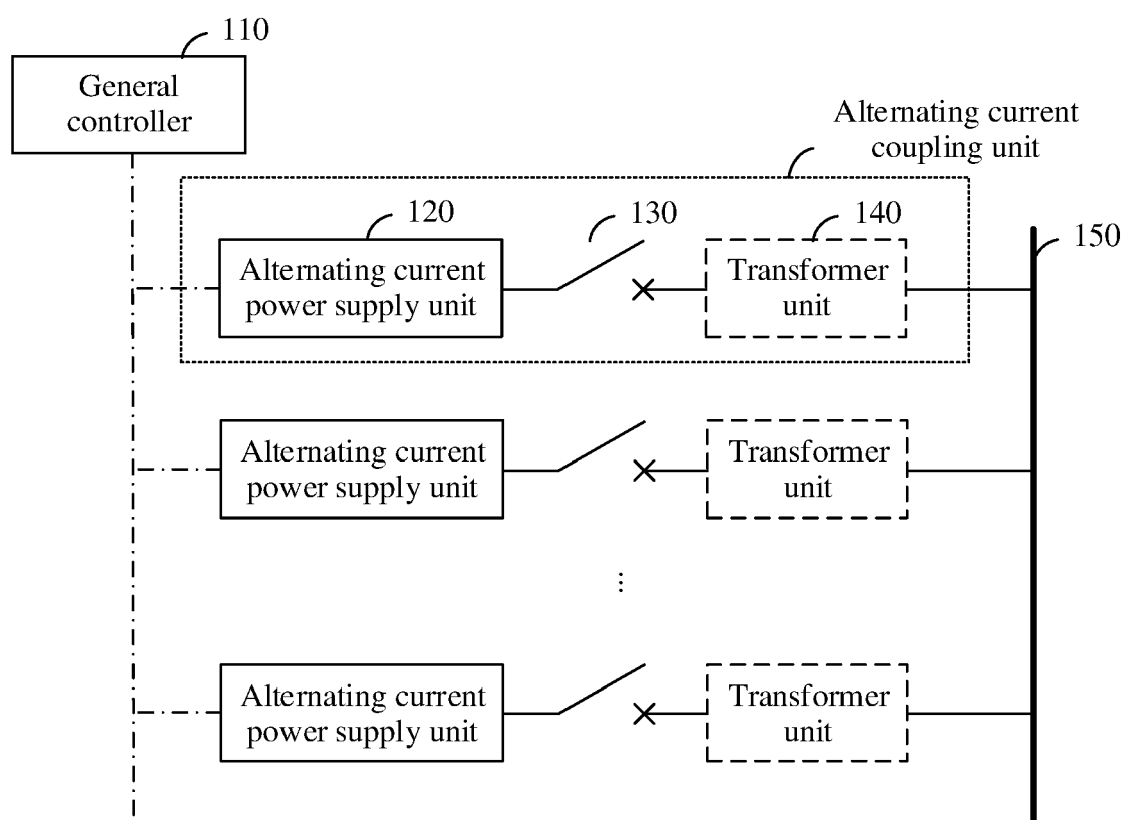 110
General
controller
Alternating current
coupling unit
120
130
140
150
Alternating current
power supply unit
Transformer
unit
Alternating current
power supply unit
Transformer
unit
Alternating current
power supply unit
Transformer
unit